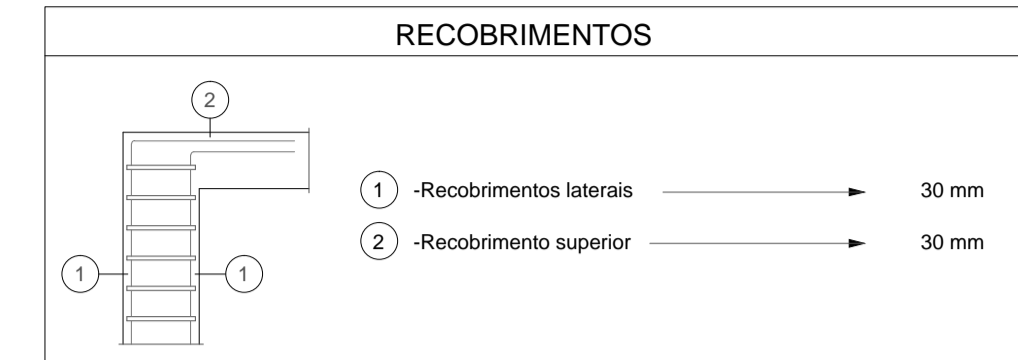 RECOBRIMENTOS
2
1 -Recobrimentos laterais 30 mm
2 -Recobrimento superior 30 mm
1 1